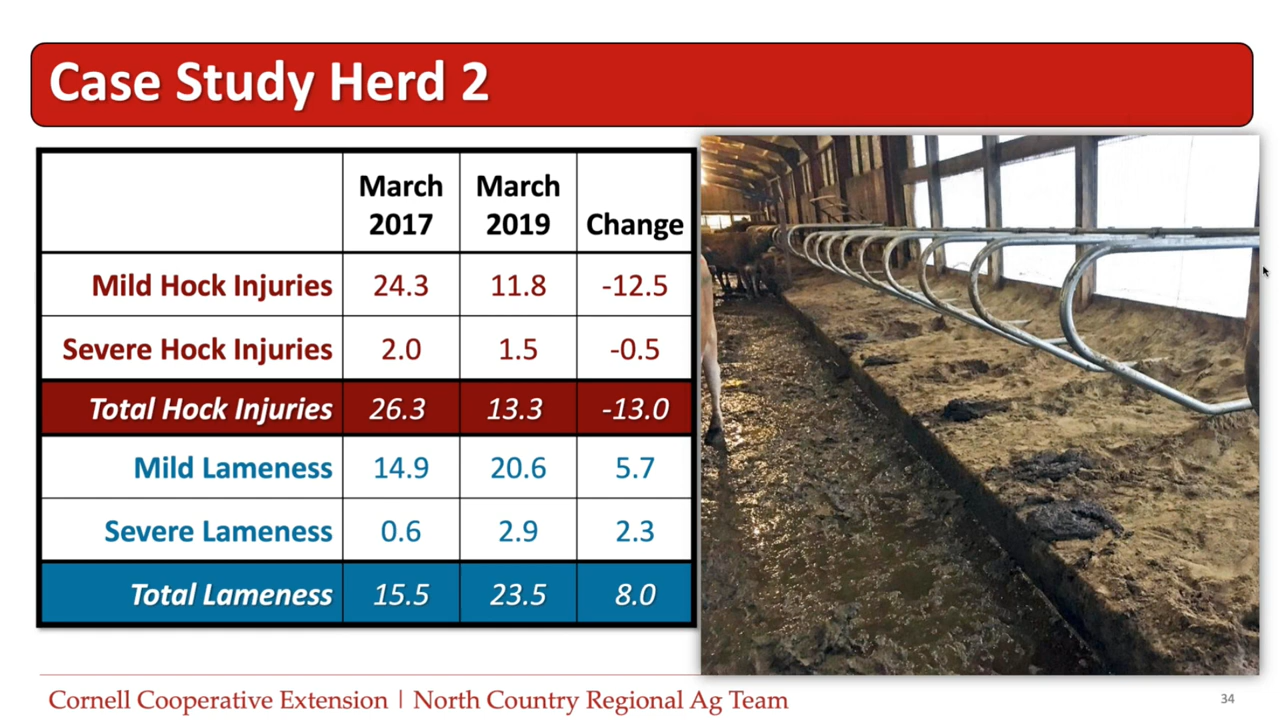 Case Study Herd 2
March 2017 March 2019 Change
Mild Hock Injuries 24.3 11.8 -12.5
Severe Hock Injuries 2.0 1.5 -0.5
Total Hock Injuries 26.3 13.3 -13.0
Mild Lameness 14.9 20.6 5.7
Severe Lameness 0.6 2.9 2.3
Total Lameness 15.5 23.5 8.0
Cornell Cooperative Extension | North Country Regional Ag Team
34